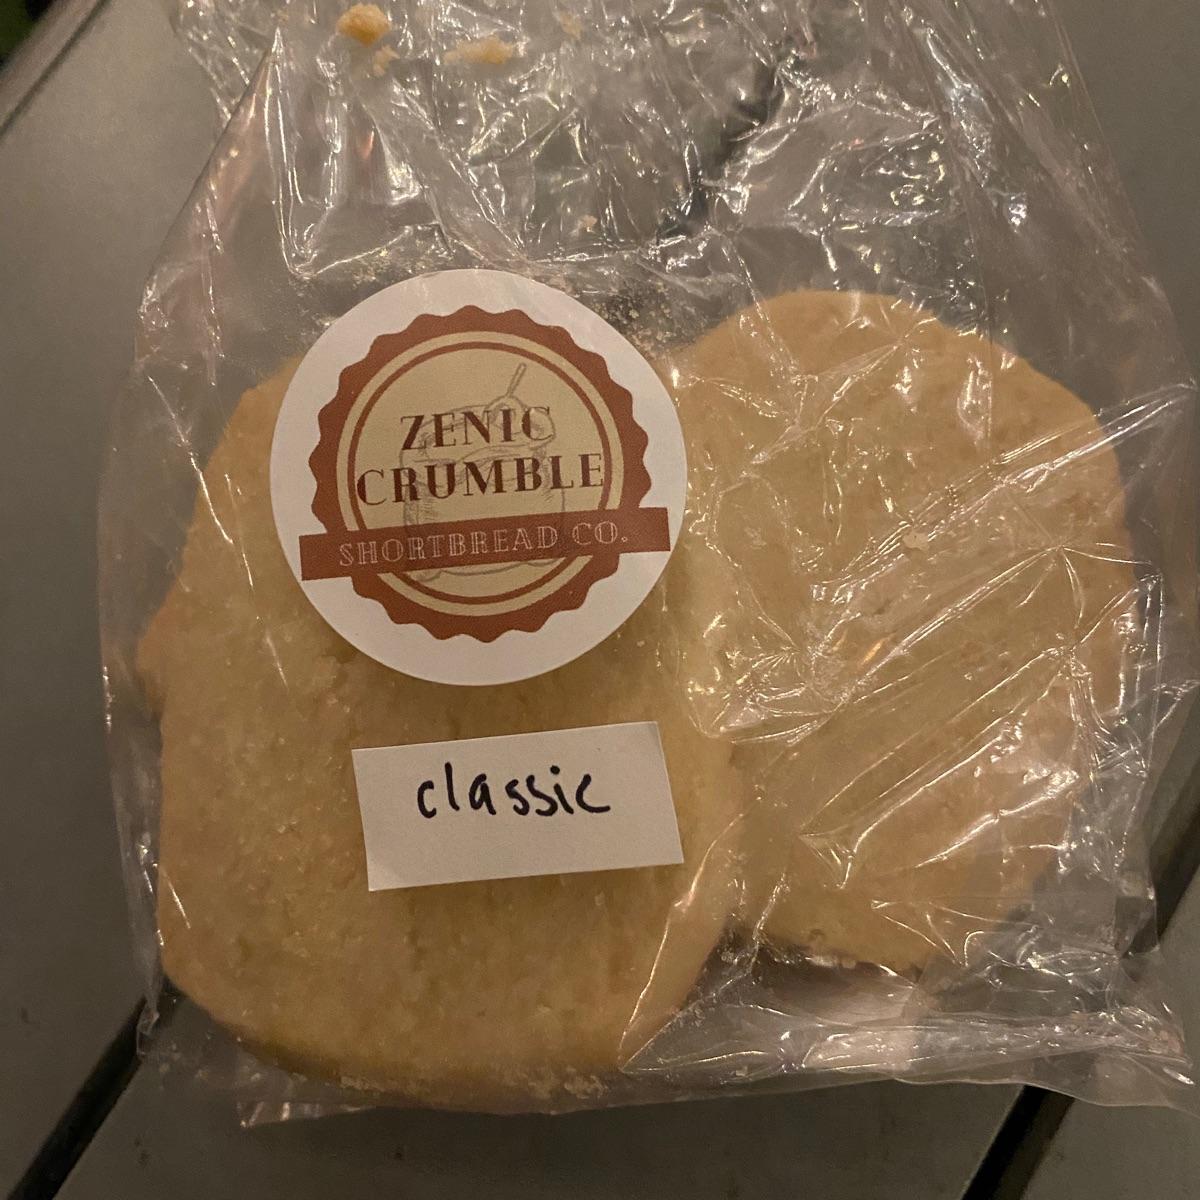 ZENIC
CRUMBLE
SHORTBREAD CO.
classic